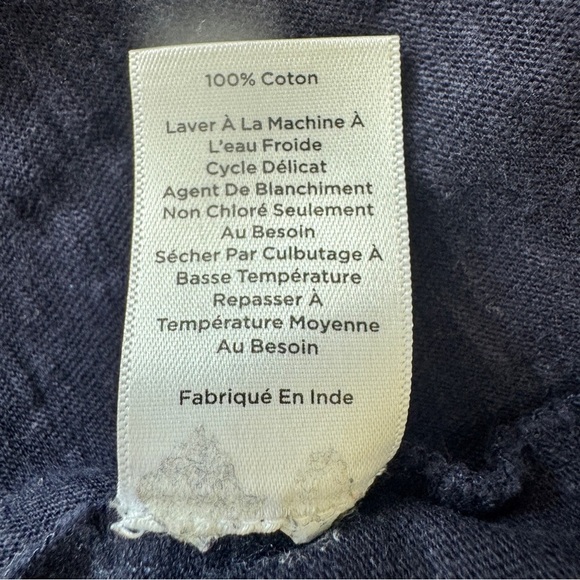 100% Coton
Laver À La Machine À
L'eau Froide
Cycle Délicat
Agent De Blanchiment
Non Chloré Seulement
Au Besoin
Sécher Par Culbutage À
Basse Température
Repasser À
Température Moyenne
Au Besoin
Fabriqué En Inde